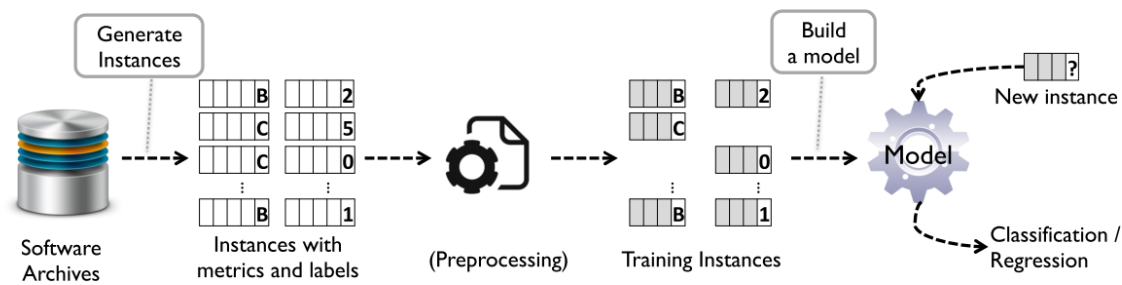 Generate
Instances
Build
a model
B 2
C 5
C 0
B 1
B 2
C
0
B 1
?
New instance
Model
Software
Archives
Instances with
metrics and labels
(Preprocessing)
Training Instances
Classification /
Regression